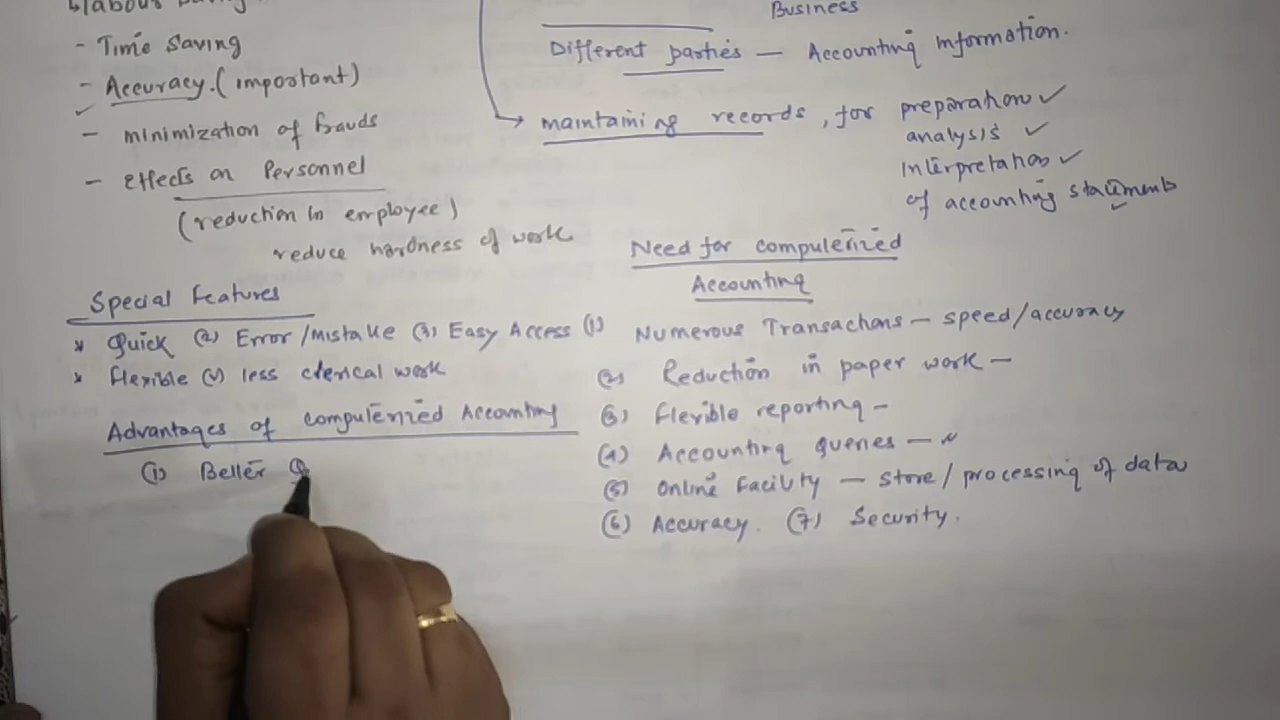 Labour Saving
- Time Saving
- Accuracy. (important)
- minimization of frauds
- effects on Personnel
(reduction in employee)
reduce hardness of work
Special Features
* Quick (2) Error/mistake (3) Easy Access
* Flexible (4) less clerical work
Advantages of computerized Accounting
(1) Better Q
Business
Different parties — Accounting information.
maintaining records, for preparation ✓
analysis ✓
Interpretation ✓
of accounting statements
Need for computerized
Accounting
(1) Numerous Transactions - speed/accuracy
(2) Reduction in paper work -
(3) Flexible reporting -
(4) Accounting queries -
(5) Online Facility - store/processing of data
(6) Accuracy. (7) Security.